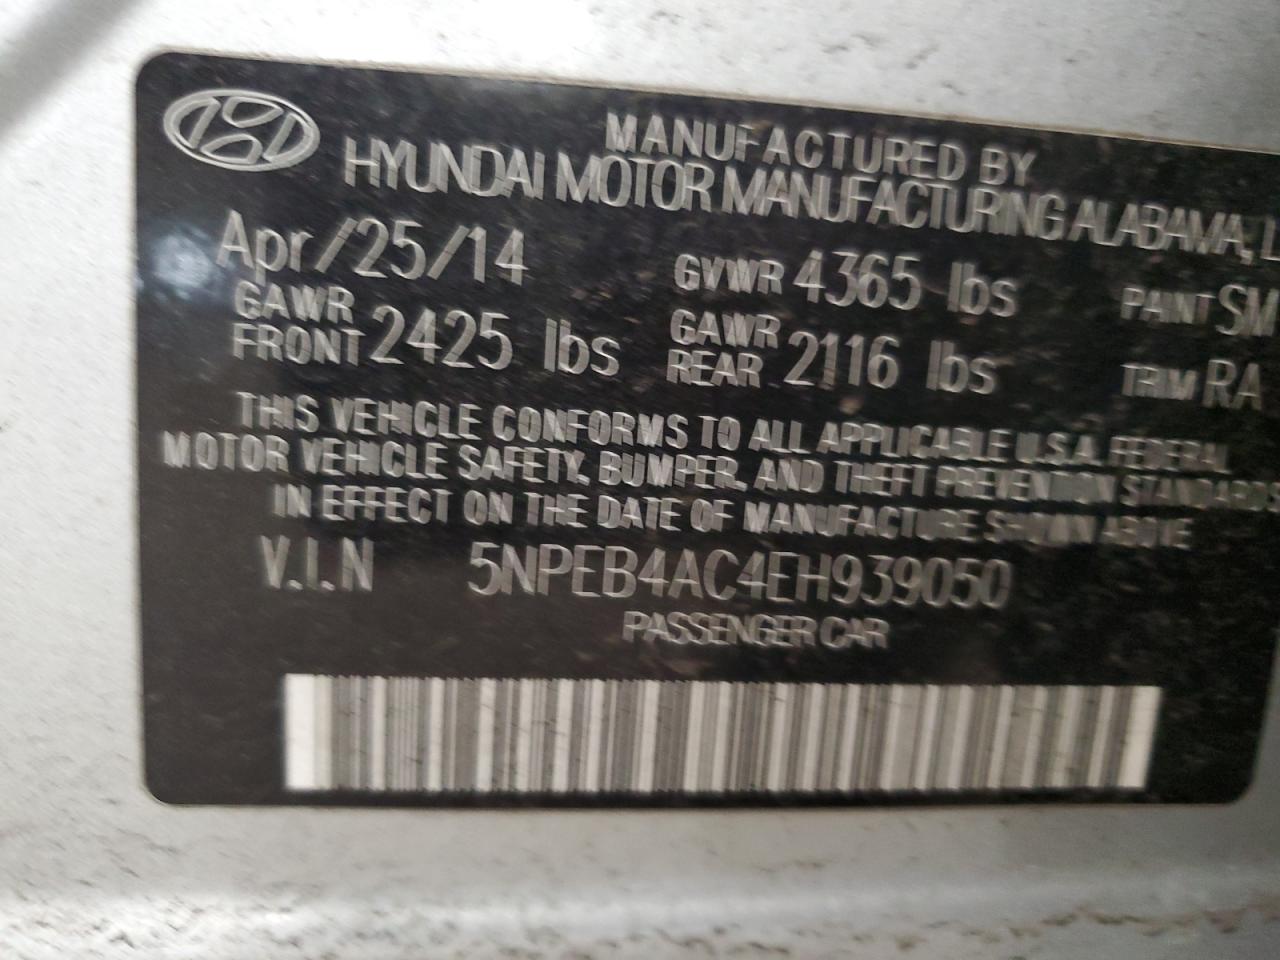 MANUFACTURED BY
HYUNDAI MOTOR MANUFACTURING ALABAMA, L
Apr/25/14 GVWR 4365 lbs PAINT SM
GAWR FRONT 2425 lbs GAWR REAR 2116 lbs TRIM RA
THIS VEHICLE CONFORMS TO ALL APPLICABLE U.S.A. FEDERAL
MOTOR VEHICLE SAFETY, BUMPER, AND THEFT PREVENTION STANDARDS
IN EFFECT ON THE DATE OF MANUFACTURE SHOWN ABOVE
V.I.N 5NPEB4AC4EH939050
PASSENGER CAR